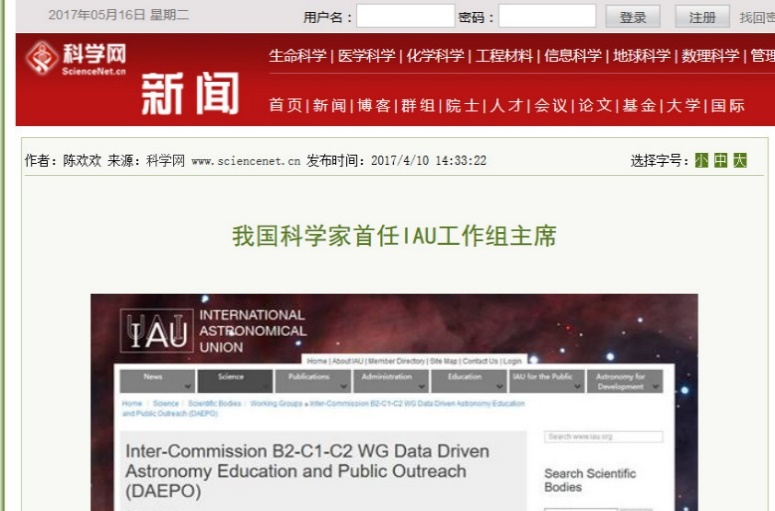 2017年05月16日 星期二
用户名：
密码：
登录
注册
找回密
科学网
ScienceNet.cn
新闻
生命科学|医学科学|化学科学|工程材料|信息科学|地球科学|数理科学|管理
首页|新闻|博客|群组|院士|人才|会议|论文|基金|大学|国际
作者：陈欢欢 来源：科学网 www.sciencenet.cn 发布时间：2017/4/10 14:33:22
选择字号：小 中 大
我国科学家首任IAU工作组主席
IAU
INTERNATIONAL
ASTRONOMICAL
UNION
Home | About IAU | Member Directory | Site Map | Contact Us | Login
News
Science
Publications
Administration
Education
IAU for the Public
Astronomy for
Development
Home / Science / Scientific Bodies / Working Groups » Inter-Commission B2-C1-C2 WG Data Driven Astronomy Education
and Public Outreach (DAEPO)
Search www.iau.org
Inter-Commission B2-C1-C2 WG Data Driven
Astronomy Education and Public Outreach
(DAEPO)
Search Scientific
Bodies